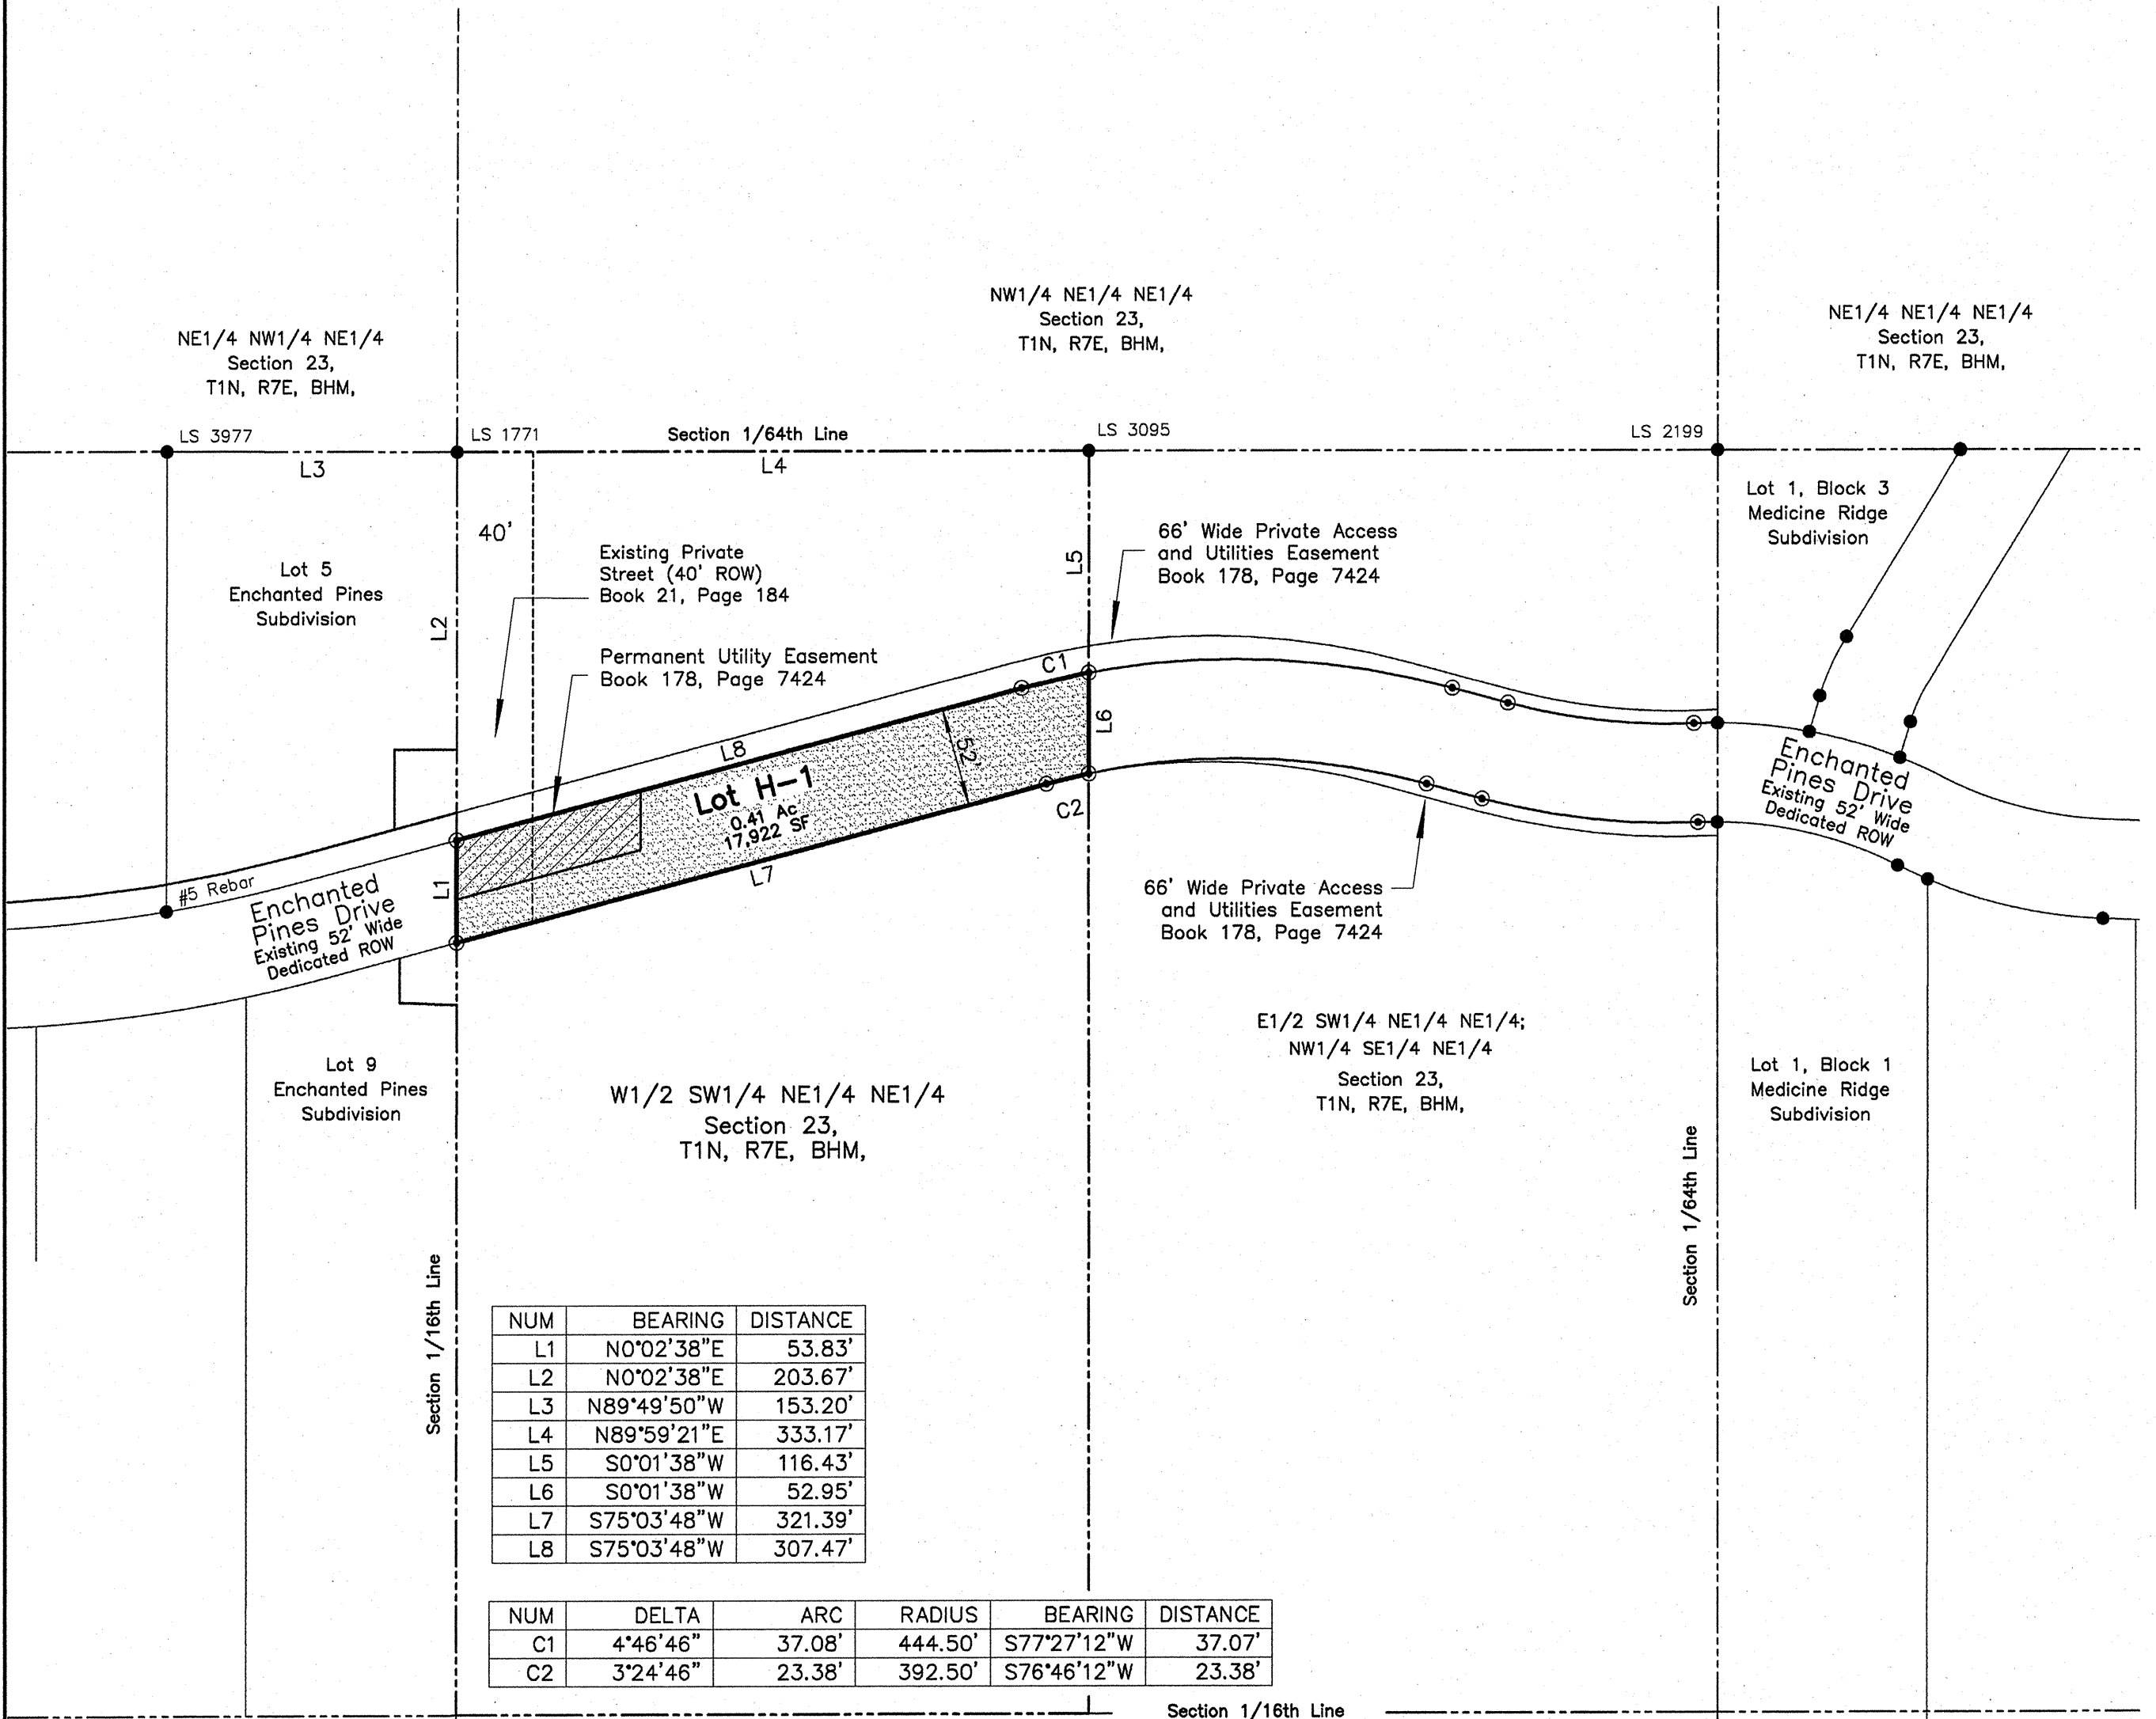 NW1/4 NE1/4 NE1/4
Section 23,
T1N, R7E, BHM,
NE1/4 NW1/4 NE1/4
Section 23,
T1N, R7E, BHM,
NE1/4 NE1/4 NE1/4
Section 23,
T1N, R7E, BHM,
LS 3977
LS 1771
Section 1/64th Line
LS 3095
LS 2199
L3
L4
40'
Lot 5
Enchanted Pines
Subdivision
L2
Existing Private
Street (40' ROW)
Book 21, Page 184
Permanent Utility Easement
Book 178, Page 7424
L5
66' Wide Private Access
and Utilities Easement
Book 178, Page 7424
Lot 1, Block 3
Medicine Ridge
Subdivision
C1
L6
L8
52'
Lot H-1
0.41 Ac
17,922 SF
L7
C2
L1
#5 Rebar
Enchanted
Pines Drive
Existing 52' Wide
Dedicated ROW
Enchanted
Pines Drive
Existing 52' Wide
Dedicated ROW
66' Wide Private Access
and Utilities Easement
Book 178, Page 7424
Lot 9
Enchanted Pines
Subdivision
W1/2 SW1/4 NE1/4 NE1/4
Section 23,
T1N, R7E, BHM,
E1/2 SW1/4 NE1/4 NE1/4;
NW1/4 SE1/4 NE1/4
Section 23,
T1N, R7E, BHM,
Lot 1, Block 1
Medicine Ridge
Subdivision
Section 1/16th Line
Section 1/64th Line
NUM BEARING DISTANCE
L1 N0°02'38"E 53.83'
L2 N0°02'38"E 203.67'
L3 N89°49'50"W 153.20'
L4 N89°59'21"E 333.17'
L5 S0°01'38"W 116.43'
L6 S0°01'38"W 52.95'
L7 S75°03'48"W 321.39'
L8 S75°03'48"W 307.47'
NUM DELTA ARC RADIUS BEARING DISTANCE
C1 4°46'46" 37.08' 444.50' S77°27'12"W 37.07'
C2 3°24'46" 23.38' 392.50' S76°46'12"W 23.38'
Section 1/16th Line